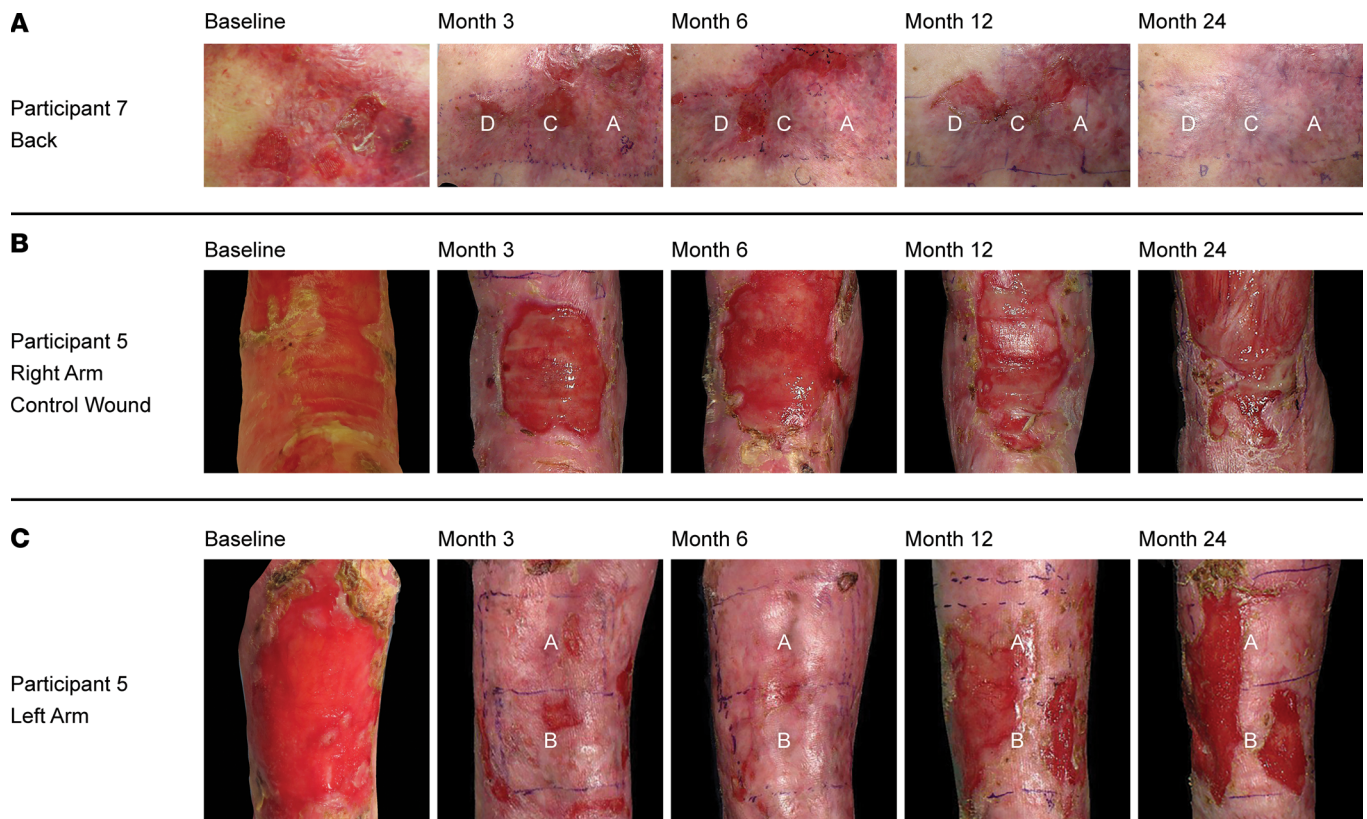 A
Baseline
Month 3
Month 6
Month 12
Month 24
Participant 7
Back
D C A
D C A
D C A
D C A
B
Baseline
Month 3
Month 6
Month 12
Month 24
Participant 5
Right Arm
Control Wound
C
Baseline
Month 3
Month 6
Month 12
Month 24
Participant 5
Left Arm
A
A
A
A
B
B
B
B